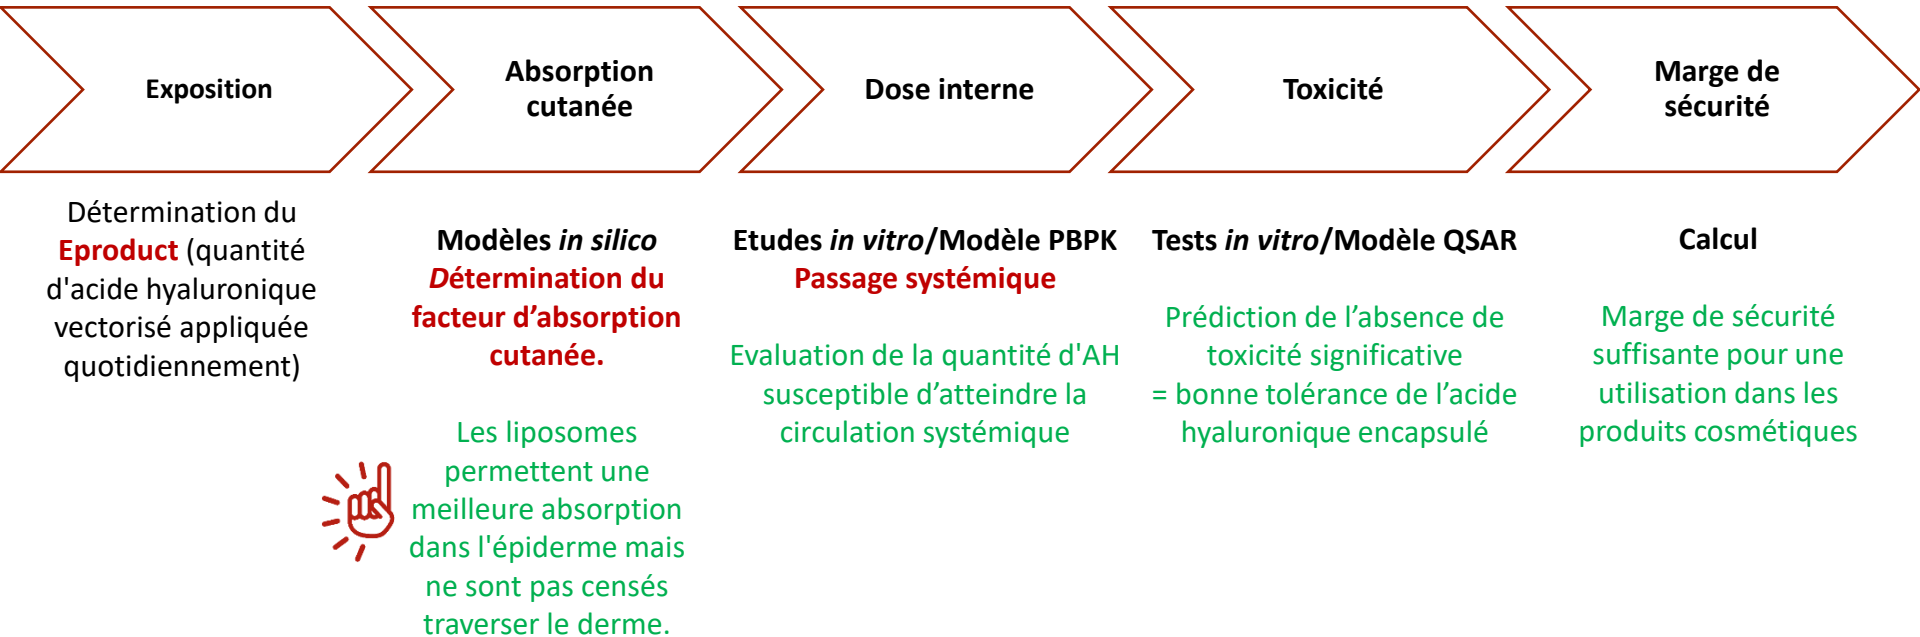 Exposition
Absorption
cutanée
Dose interne
Toxicité
Marge de
sécurité
Détermination du
Eproduct (quantité
d'acide hyaluronique
vectorisé appliquée
quotidiennement)
Modèles in silico
Détermination du
facteur d’absorption
cutanée.
Les liposomes
permettent une
meilleure absorption
dans l'épiderme mais
ne sont pas censés
traverser le derme.
Etudes in vitro/Modèle PBPK
Passage systémique
Evaluation de la quantité d'AH
susceptible d’atteindre la
circulation systémique
Tests in vitro/Modèle QSAR
Prédiction de l’absence de
toxicité significative
= bonne tolérance de l’acide
hyaluronique encapsulé
Calcul
Marge de sécurité
suffisante pour une
utilisation dans les
produits cosmétiques